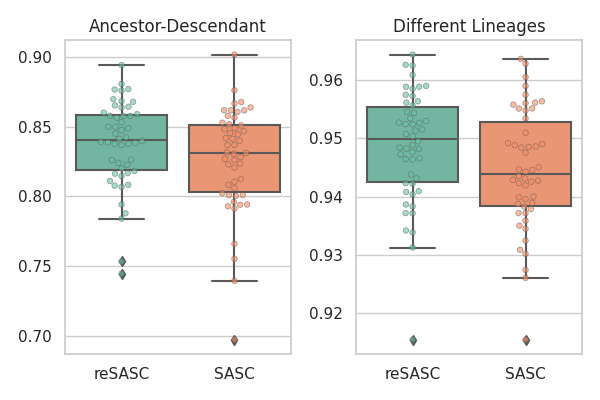 Ancestor-Descendant
0.90
0.85
0.80
0.75
0.70
reSASC
SASC
Different Lineages
0.96
0.95
0.94
0.93
0.92
reSASC
SASC